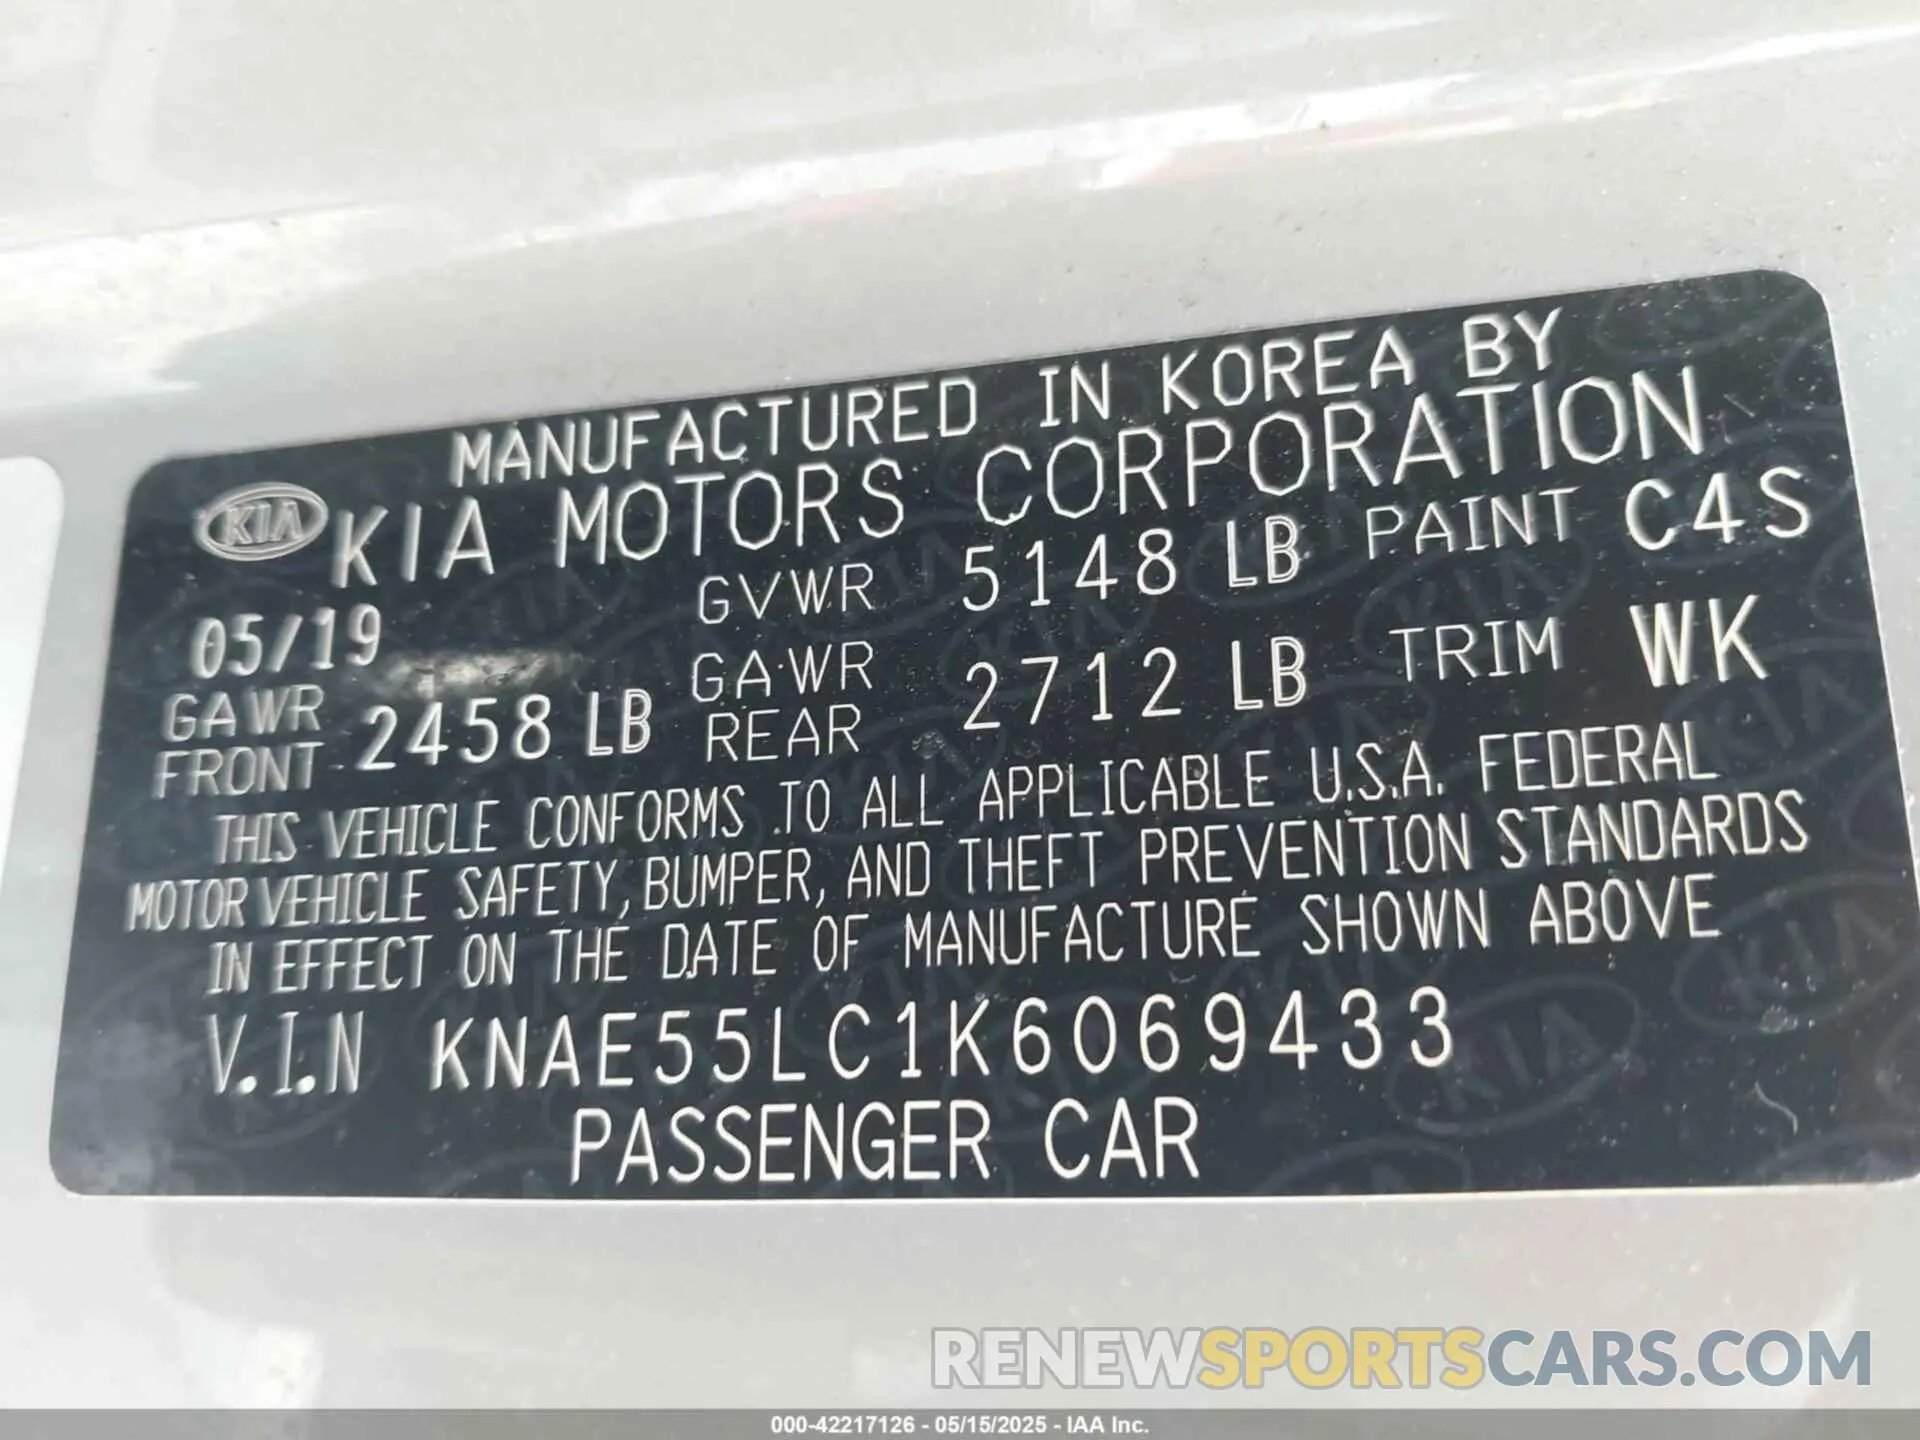 MANUFACTURED IN KOREA BY
KIA KIA MOTORS CORPORATION
05/19 GVWR 5148 LB PAINT C4S
GAWR FRONT 2458 LB GAWR REAR 2712 LB TRIM WK
THIS VEHICLE CONFORMS TO ALL APPLICABLE U.S.A. FEDERAL
MOTOR VEHICLE SAFETY, BUMPER, AND THEFT PREVENTION STANDARDS
IN EFFECT ON THE DATE OF MANUFACTURE SHOWN ABOVE
V.I.N KNAE55LC1K6069433
PASSENGER CAR
RENEWSPORTSCARS.COM
000-42217126 - 05/15/2025 - IAA Inc.